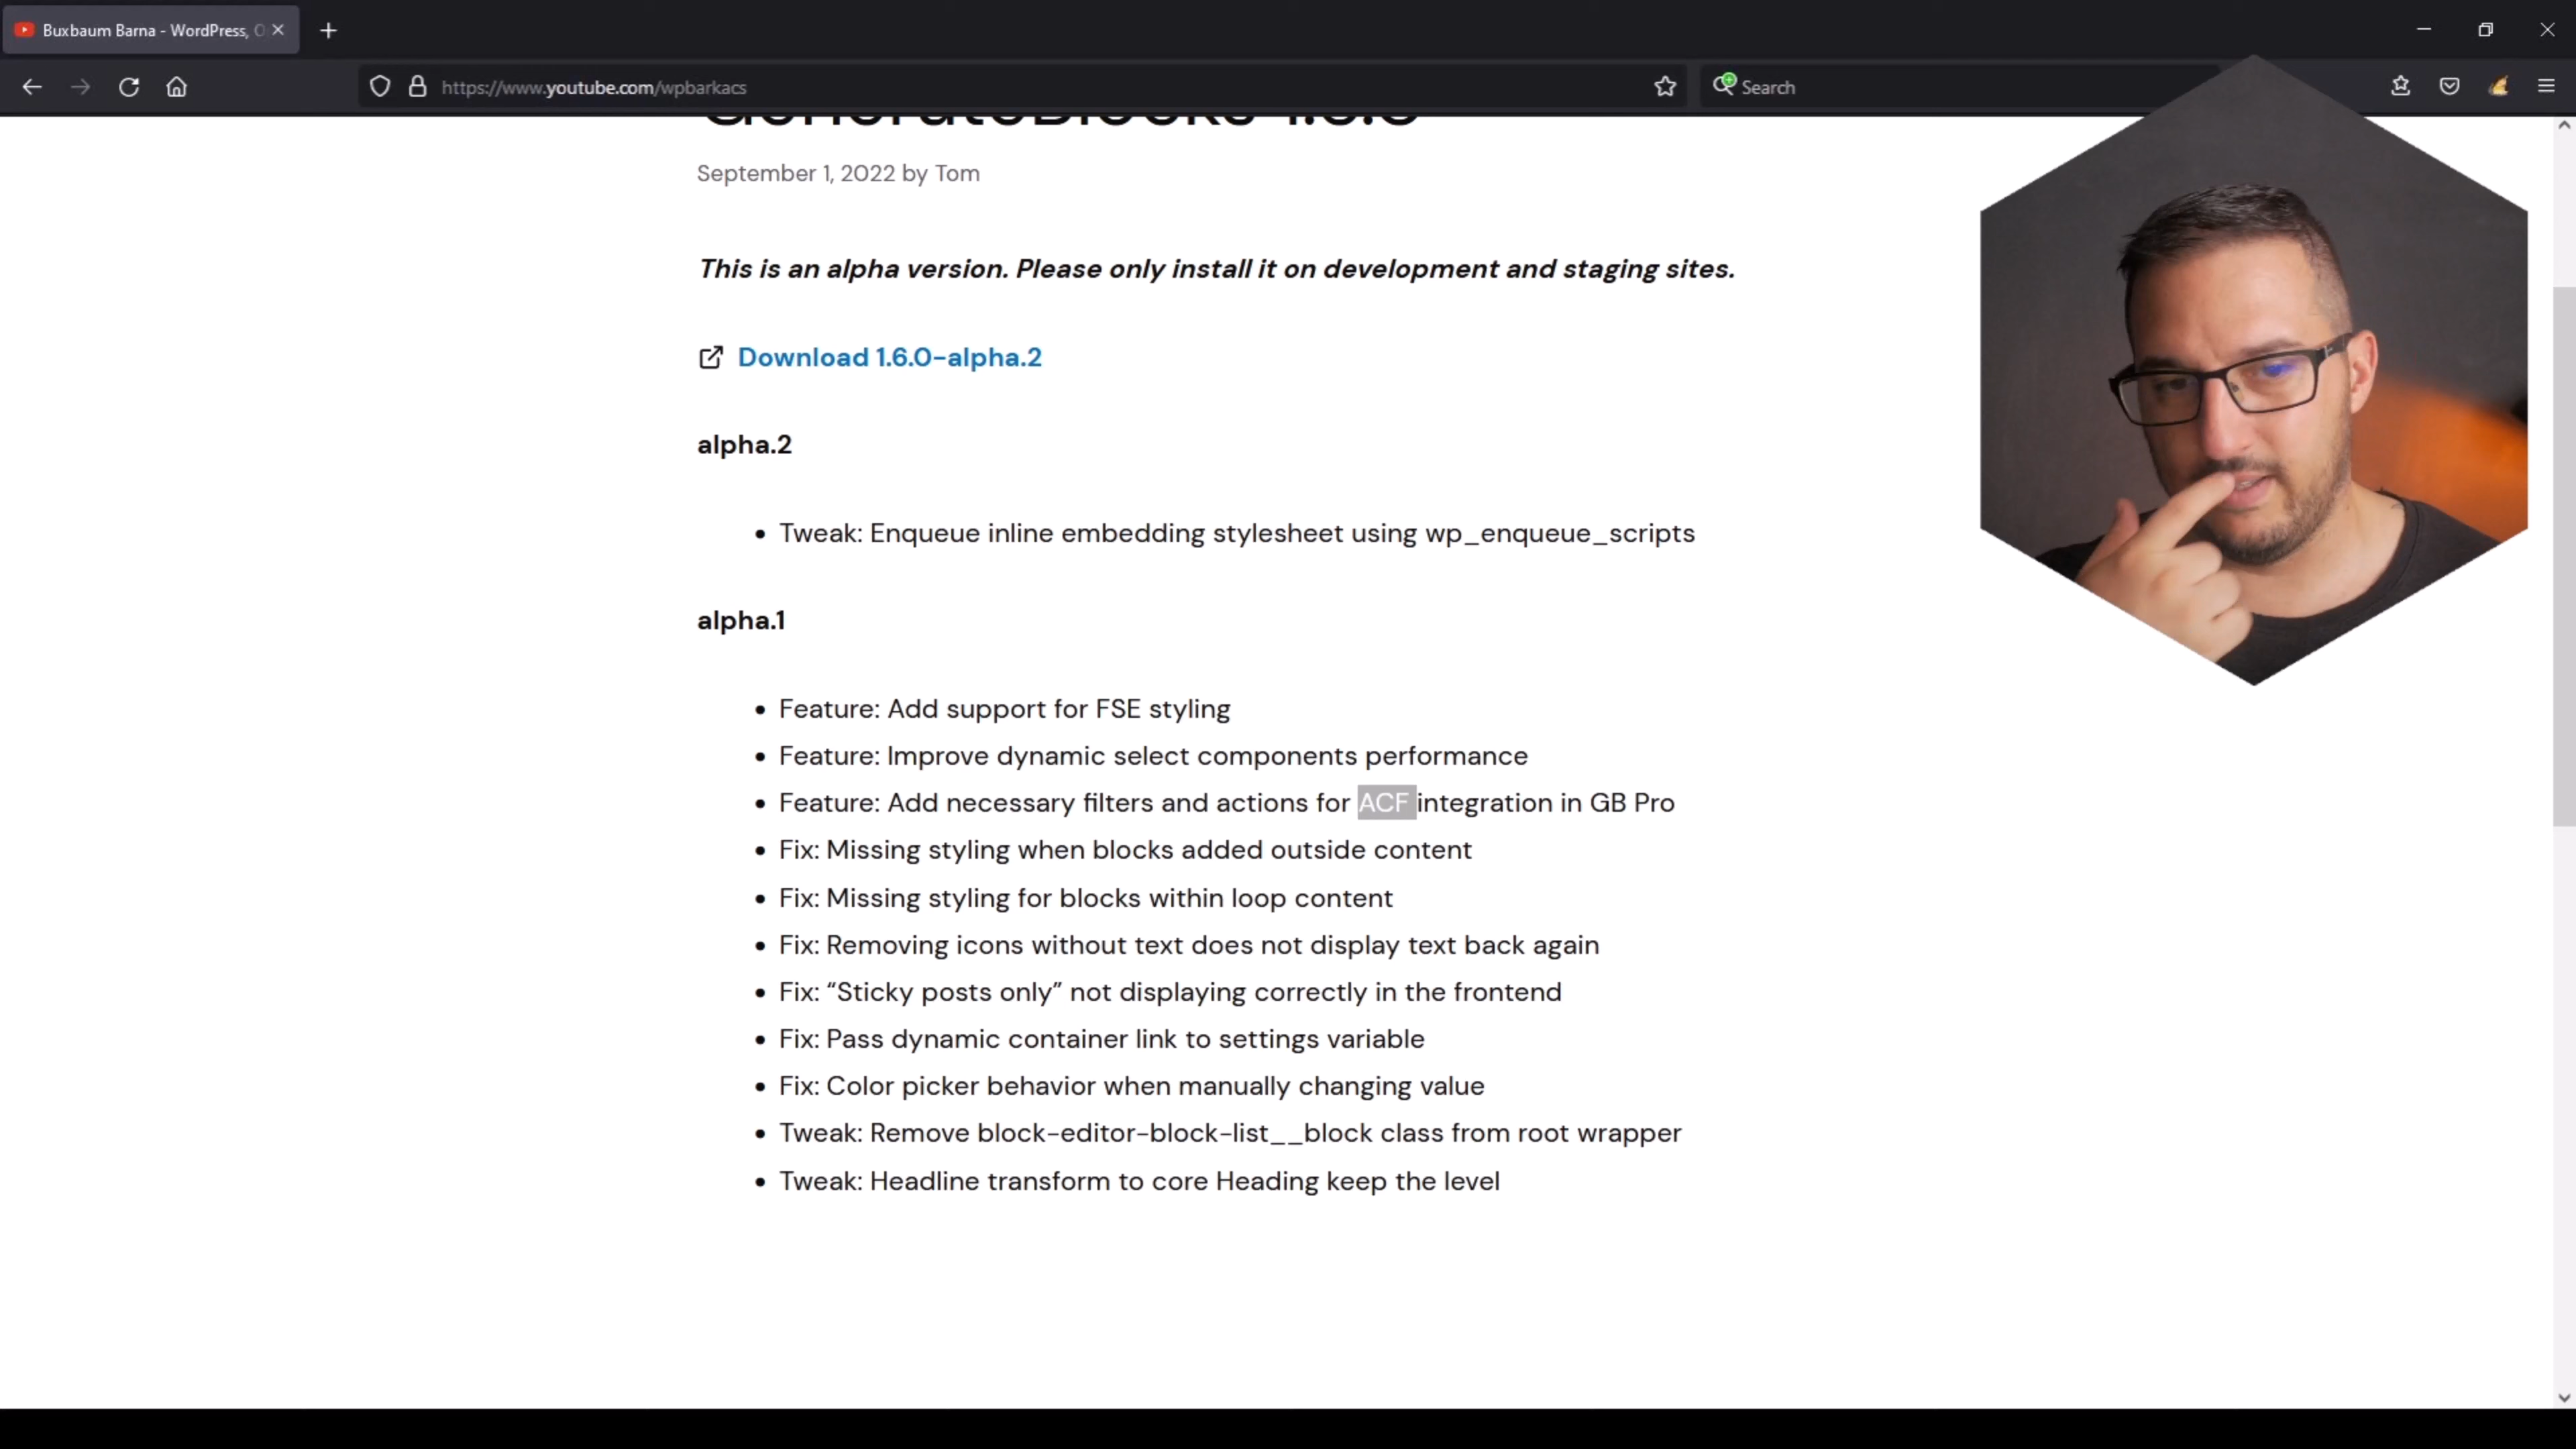 Buxbaum Barna - WordPress, O
https://www.youtube.com/wpbarkacs
Search
September 1, 2022 by Tom
This is an alpha version. Please only install it on development and staging sites.
Download 1.6.0-alpha.2
alpha.2
• Tweak: Enqueue inline embedding stylesheet using wp_enqueue_scripts
alpha.1
• Feature: Add support for FSE styling
• Feature: Improve dynamic select components performance
• Feature: Add necessary filters and actions for ACF integration in GB Pro
• Fix: Missing styling when blocks added outside content
• Fix: Missing styling for blocks within loop content
• Fix: Removing icons without text does not display text back again
• Fix: “Sticky posts only” not displaying correctly in the frontend
• Fix: Pass dynamic container link to settings variable
• Fix: Color picker behavior when manually changing value
• Tweak: Remove block-editor-block-list__block class from root wrapper
• Tweak: Headline transform to core Heading keep the level